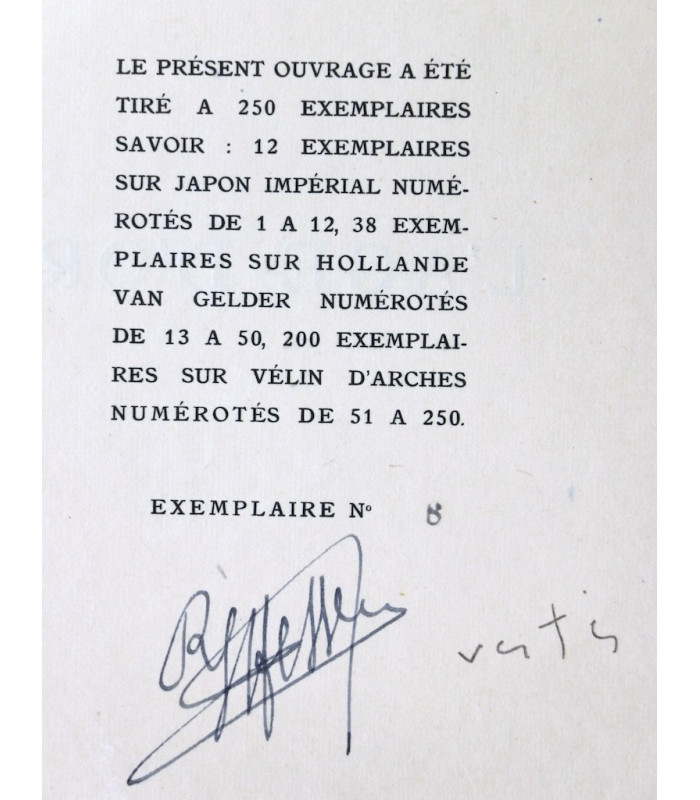 LE PRÉSENT OUVRAGE A ÉTÉ
TIRÉ A 250 EXEMPLAIRES
SAVOIR : 12 EXEMPLAIRES
SUR JAPON IMPÉRIAL NUMÉ-
ROTÉS DE 1 A 12, 38 EXEM-
PLAIRES SUR HOLLANDE
VAN GELDER NUMÉROTÉS
DE 13 A 50, 200 EXEMPLAI-
RES SUR VÉLIN D'ARCHES
NUMÉROTÉS DE 51 A 250.
EXEMPLAIRE Nº